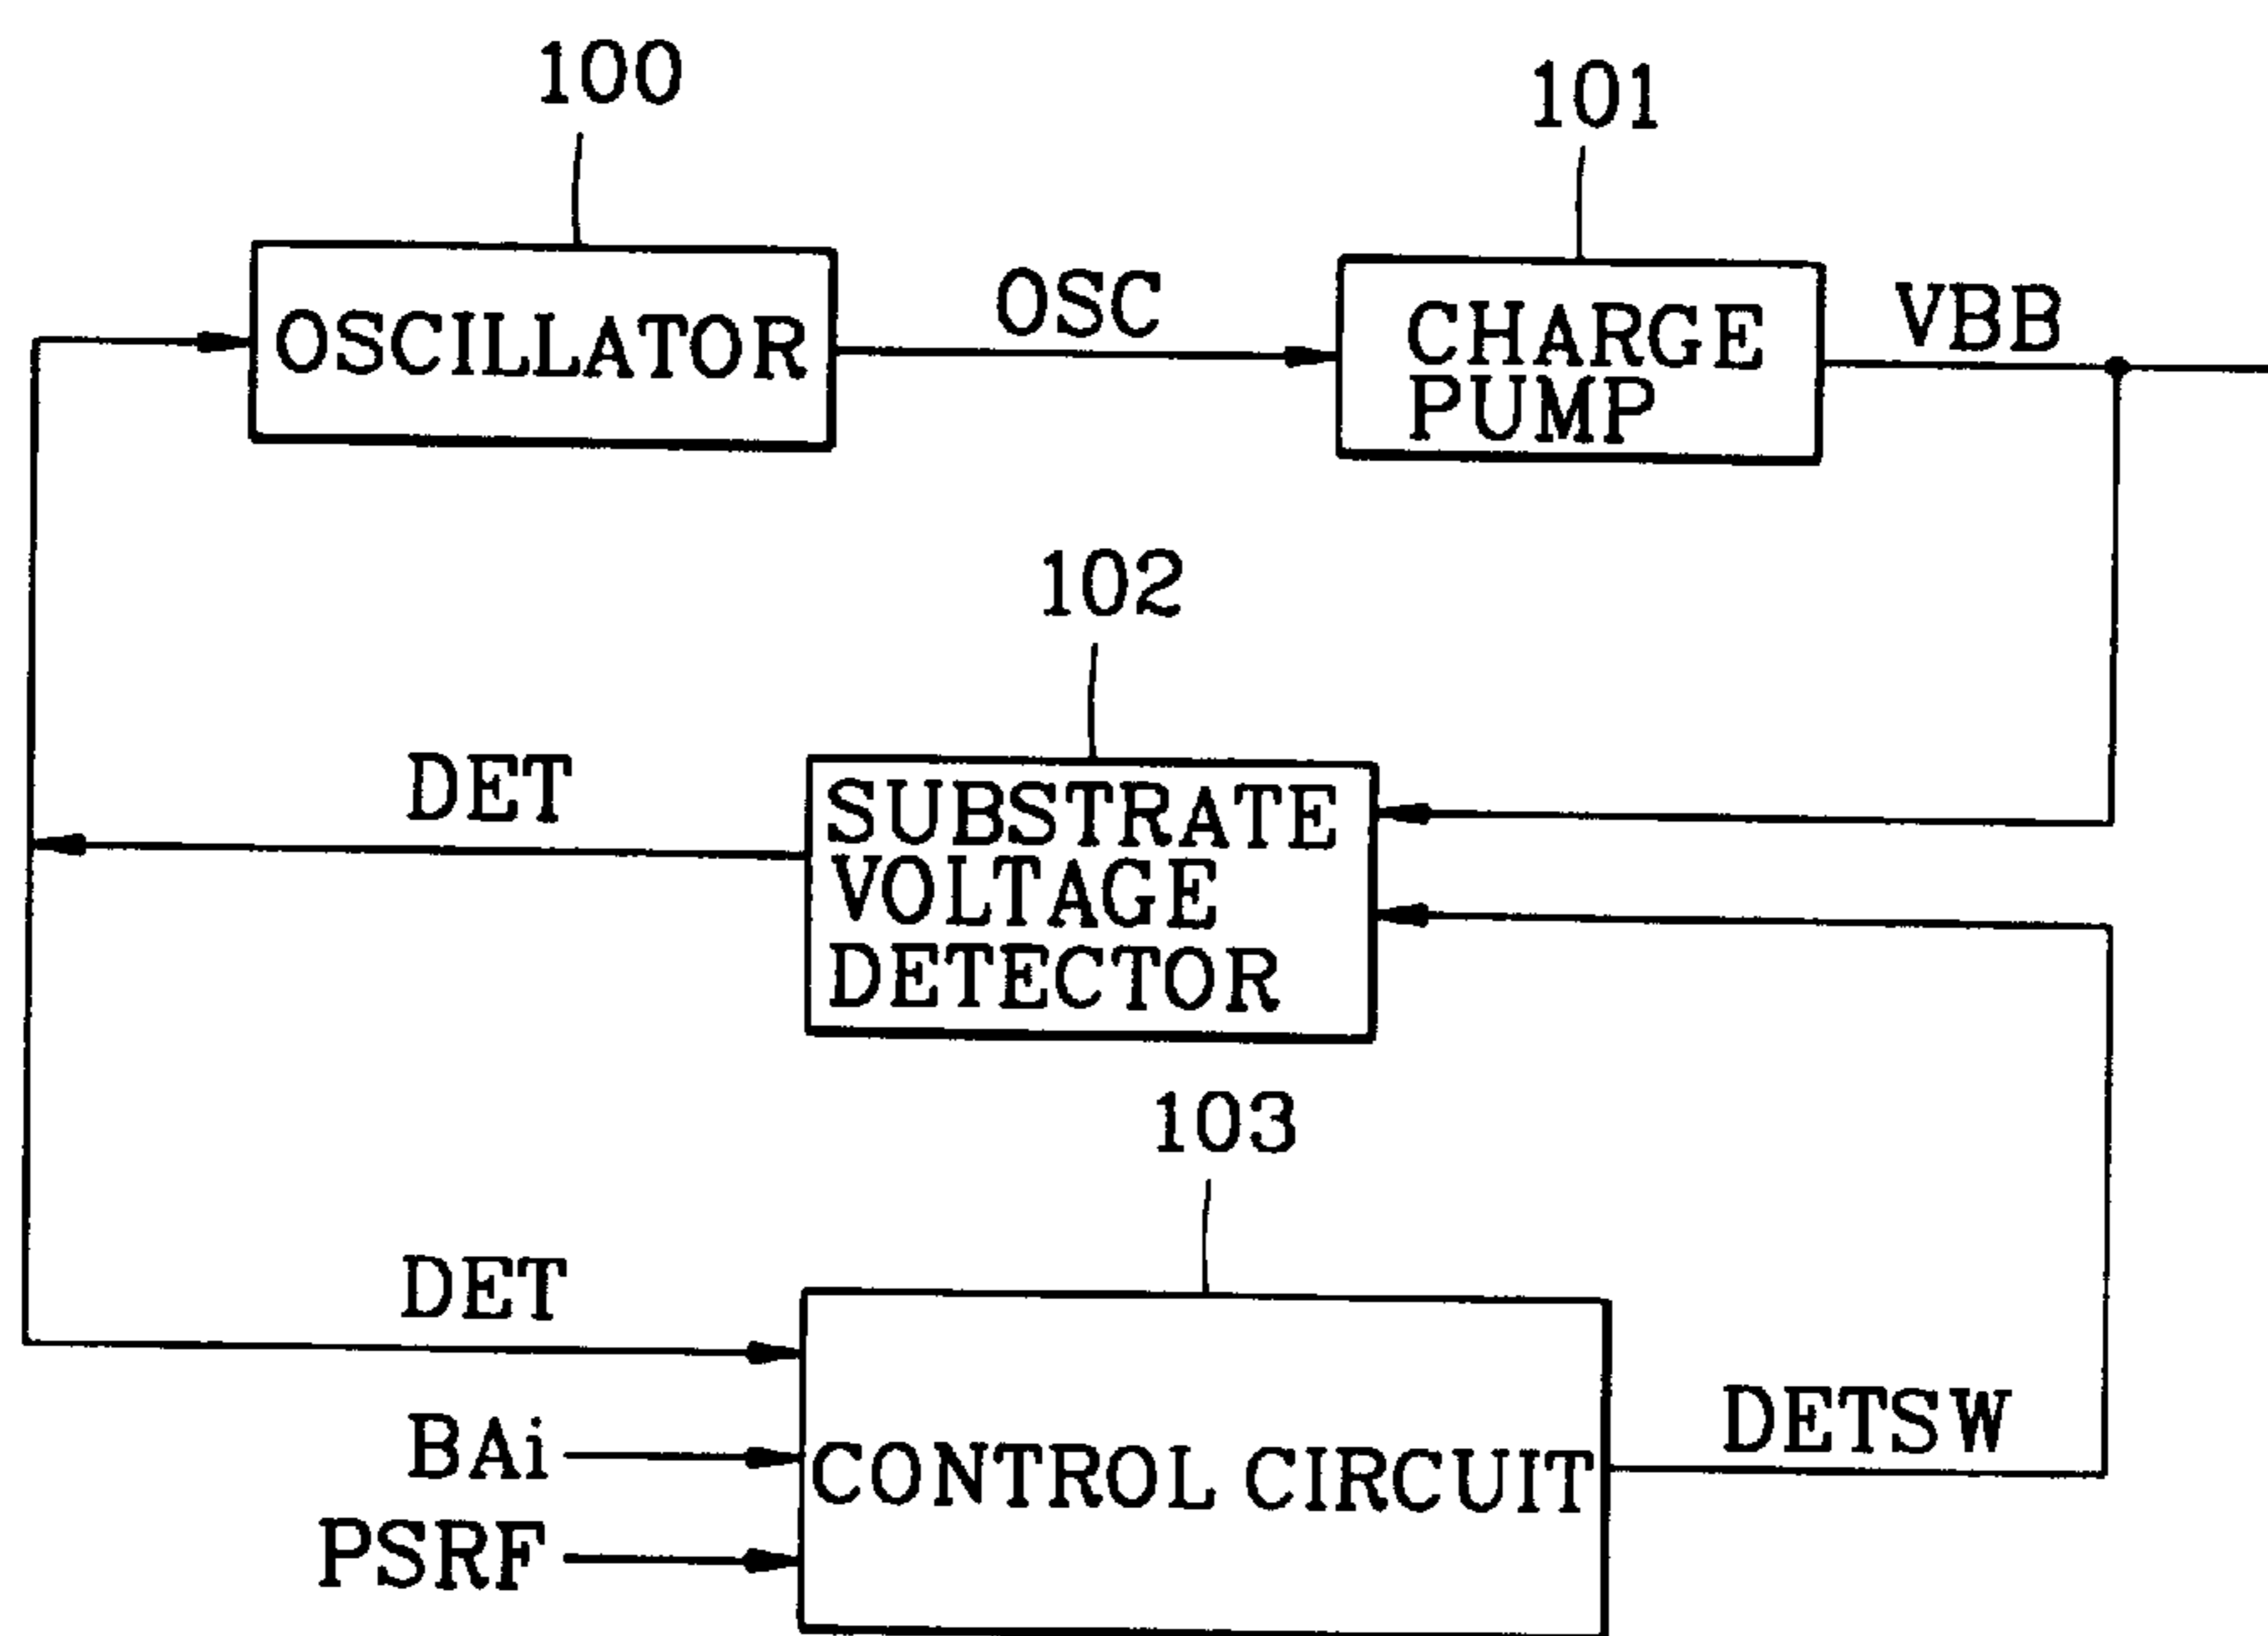 100
101
OSCILLATOR
OSC
CHARGE
PUMP
VBB
102
DET
SUBSTRATE
VOLTAGE
DETECTOR
103
DET
BAi
PSRF
CONTROL CIRCUIT
DETSW